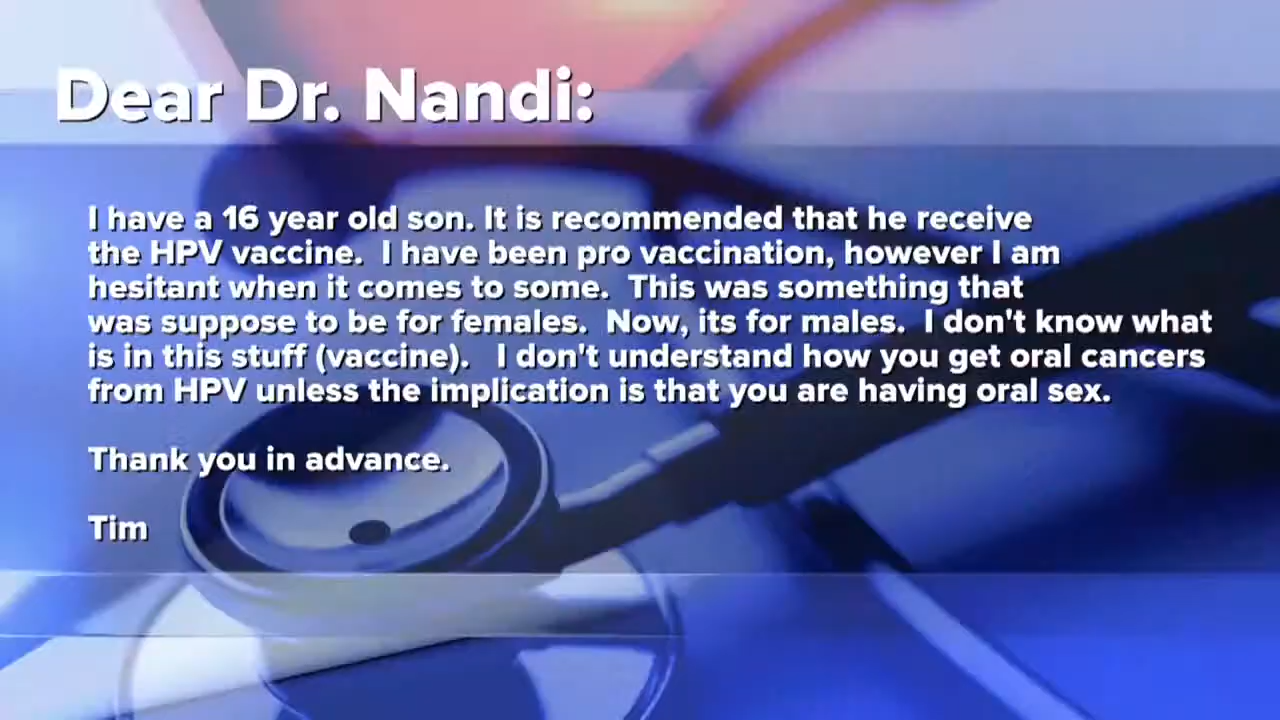 Dear Dr. Nandi:
I have a 16 year old son. It is recommended that he receive
the HPV vaccine. I have been pro vaccination, however I am
hesitant when it comes to some. This was something that
was suppose to be for females. Now, its for males. I don't know what
is in this stuff (vaccine). I don't understand how you get oral cancers
from HPV unless the implication is that you are having oral sex.
Thank you in advance.
Tim